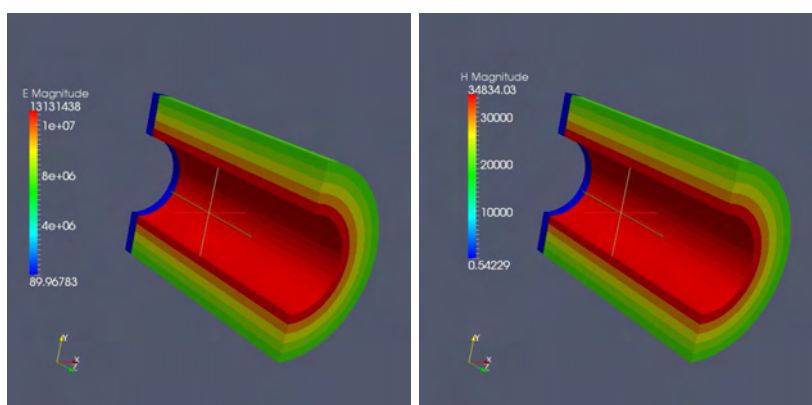 E Magnitude
13131438
1e+07
8e+06
4e+06
89.96783
Y
X
Z
H Magnitude
34834.03
30000
20000
10000
0.54229
Y
X
Z